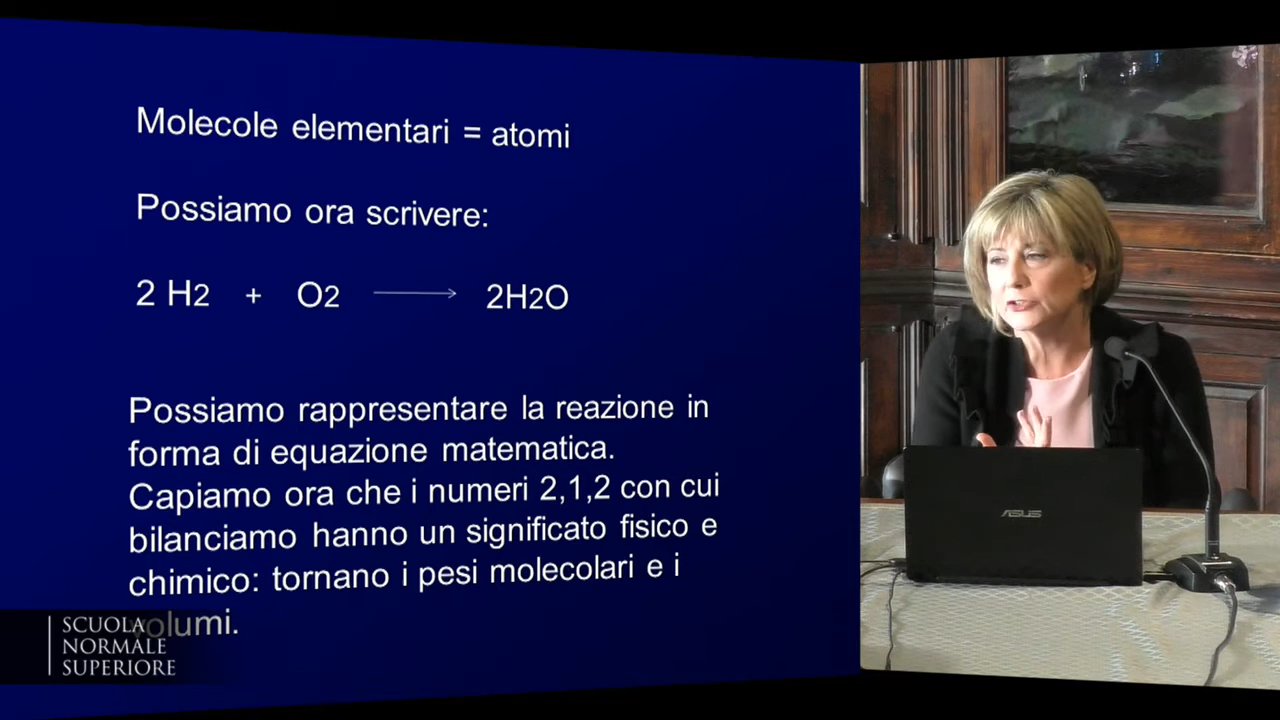 Molecole elementari = atomi
Possiamo ora scrivere:
2 H2 + O2 → 2H2O
Possiamo rappresentare la reazione in
forma di equazione matematica.
Capiamo ora che i numeri 2,1,2 con cui
bilanciamo hanno un significato fisico e
chimico: tornano i pesi molecolari e i
volumi.
SCUOLA
NORMALE
SUPERIORE
ASUS